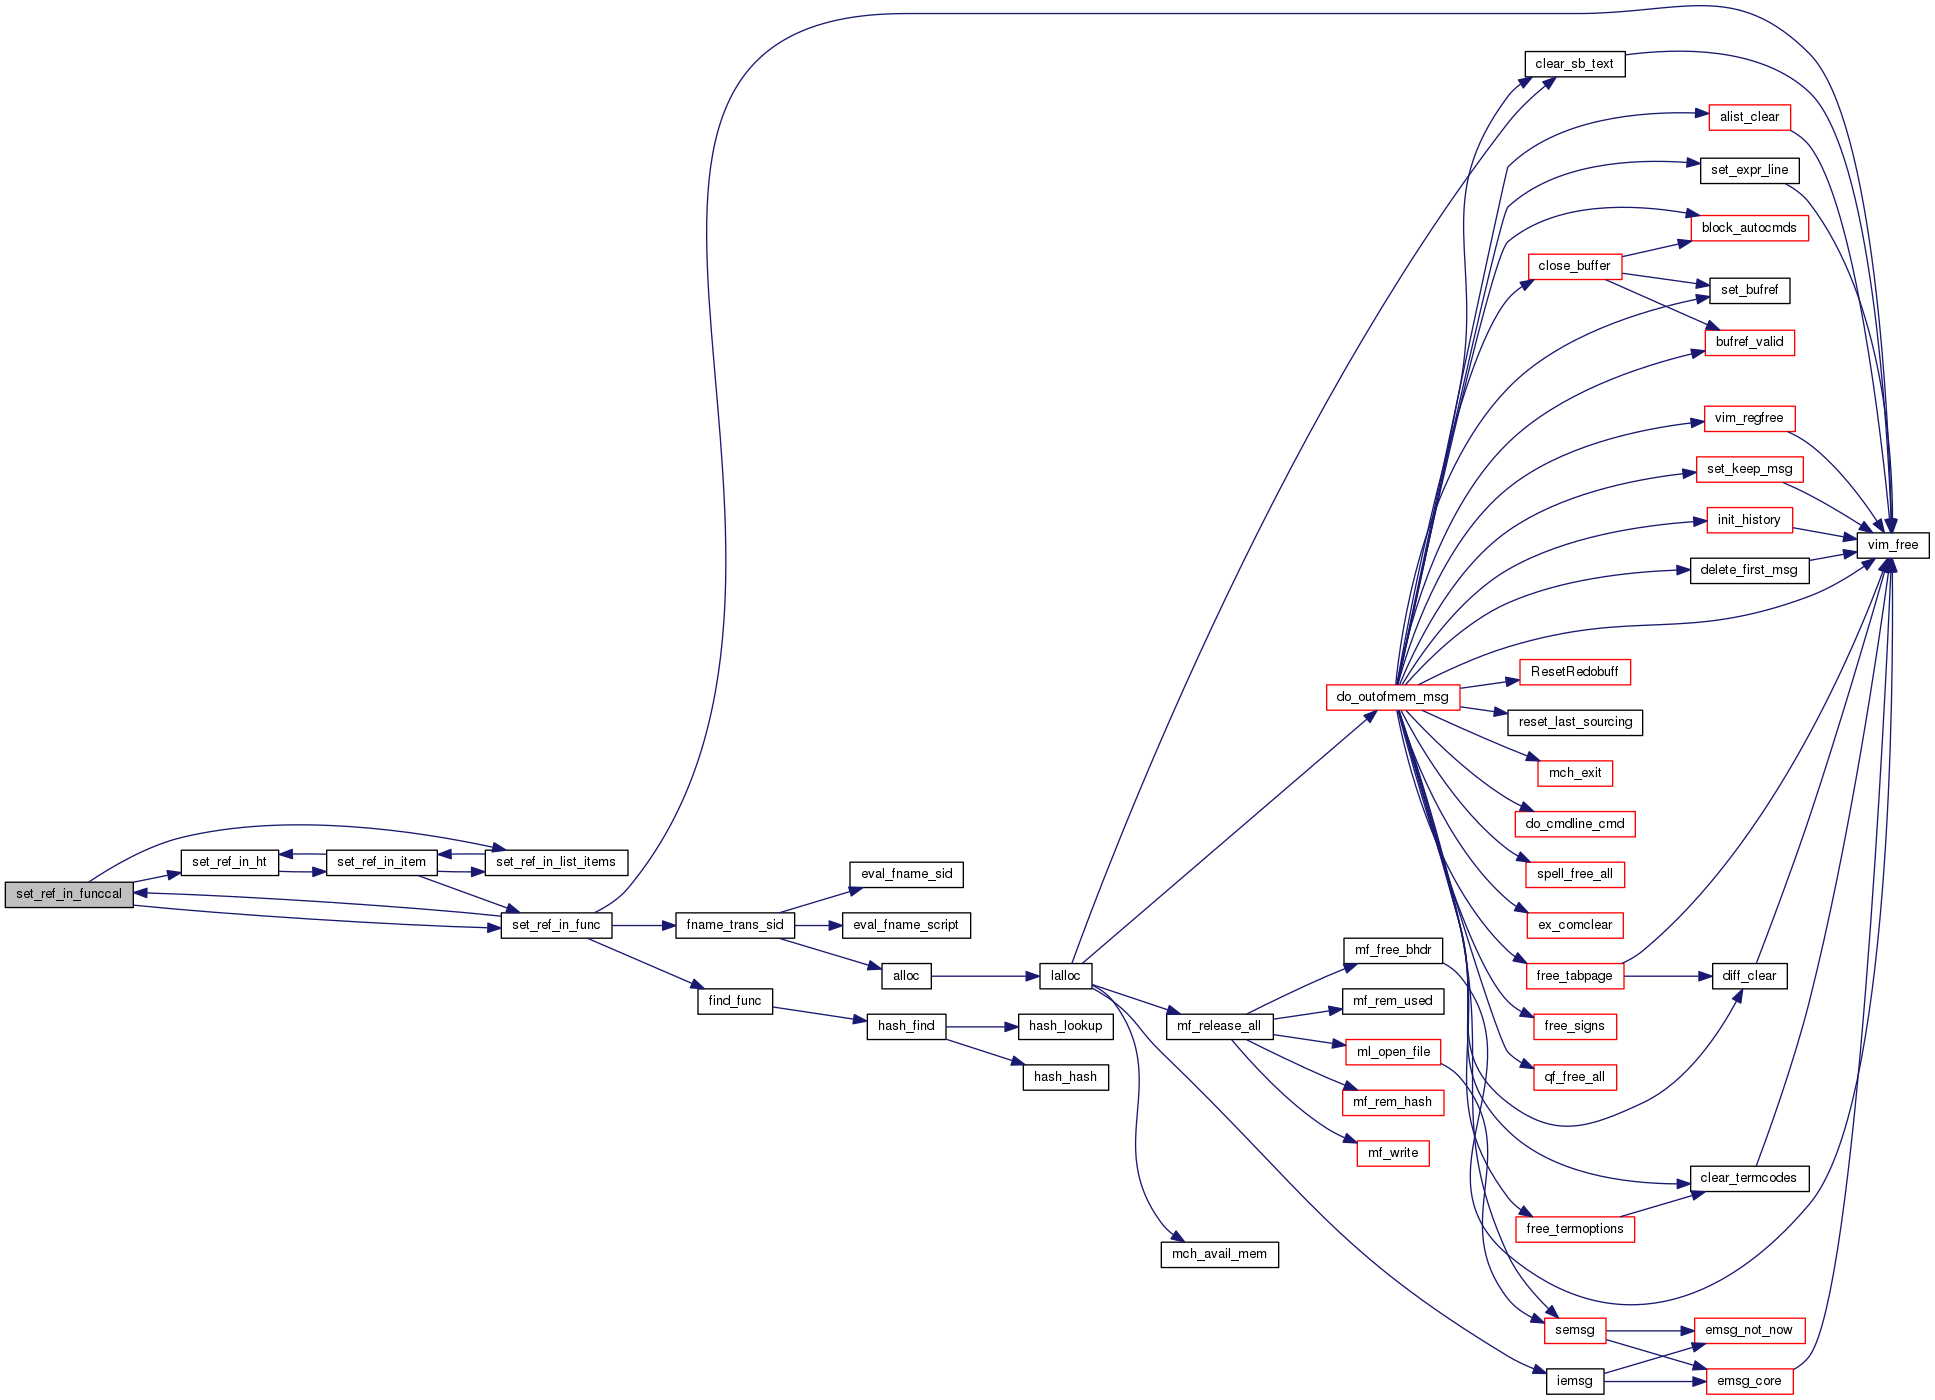 clear_sb_text
alist_clear
set_expr_line
block_autocmds
close_buffer
set_bufref
bufref_valid
vim_regfree
set_keep_msg
init_history
vim_free
delete_first_msg
ResetRedobuff
do_outofmem_msg
reset_last_sourcing
mch_exit
do_cmdline_cmd
set_ref_in_ht
set_ref_in_item
set_ref_in_list_items
eval_fname_sid
spell_free_all
set_ref_in_funccal
set_ref_in_func
fname_trans_sid
eval_fname_script
ex_comclear
mf_free_bhdr
alloc
lalloc
free_tabpage
diff_clear
find_func
mf_rem_used
hash_find
hash_lookup
mf_release_all
free_signs
ml_open_file
hash_hash
qf_free_all
mf_rem_hash
mf_write
clear_termcodes
free_termoptions
mch_avail_mem
semsg
emsg_not_now
iemsg
emsg_core